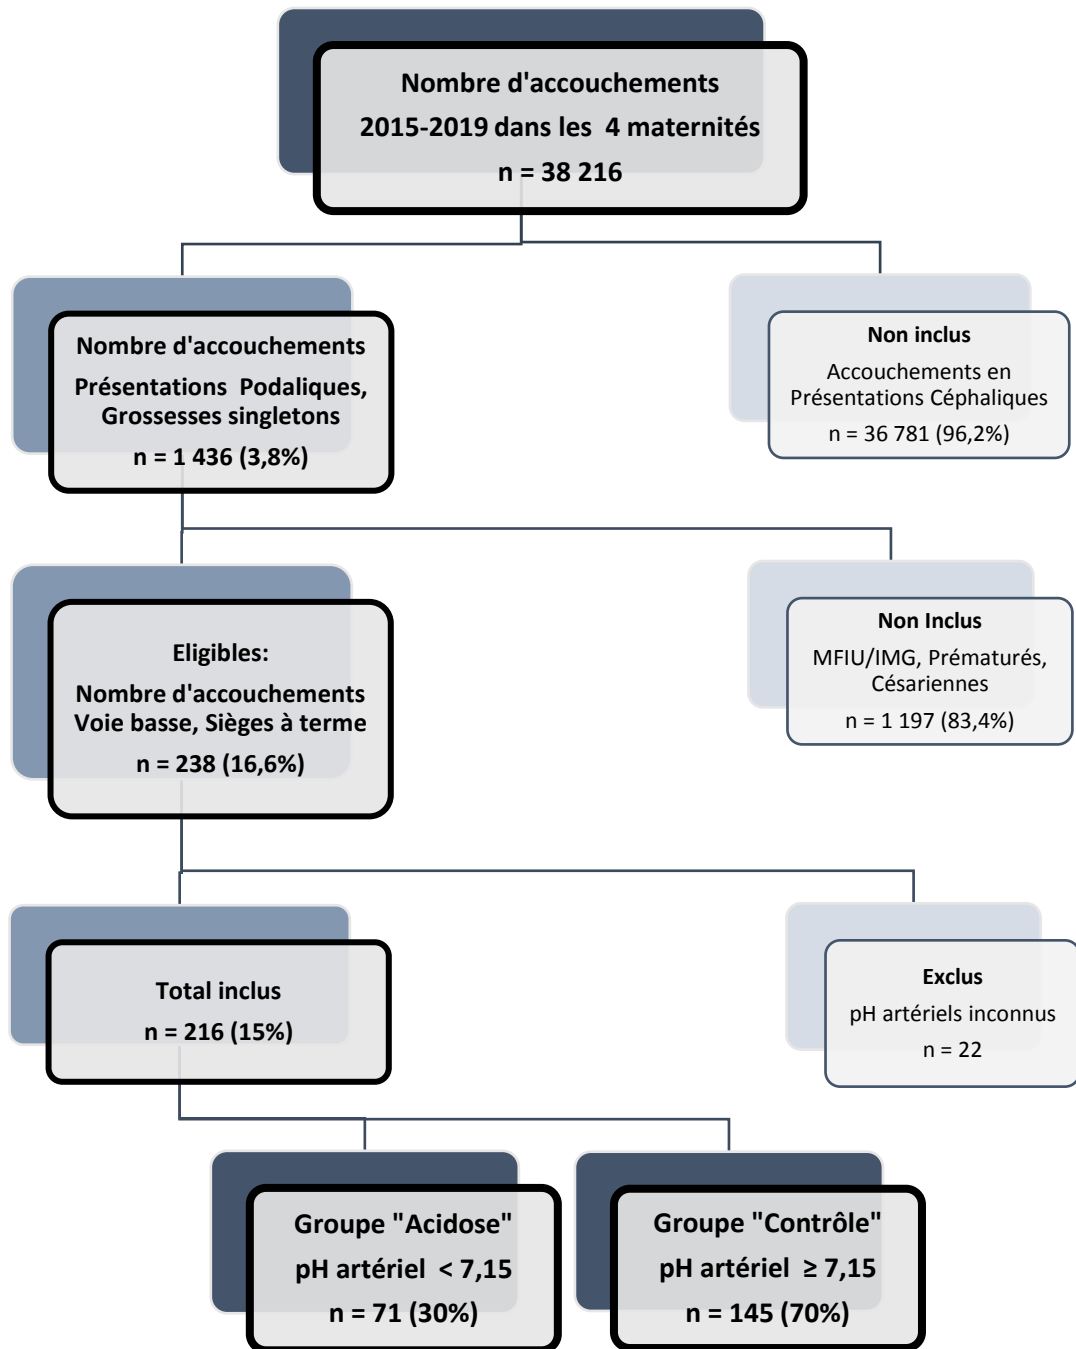 Nombre d'accouchements
2015-2019 dans les 4 maternités
n = 38 216
Nombre d'accouchements
Présentations Podaliques,
Grossesses singletons
n = 1 436 (3,8%)
Non inclus
Accouchements en
Présentations Céphaliques
n = 36 781 (96,2%)
Eligibles:
Nombre d'accouchements
Voie basse, Sièges à terme
n = 238 (16,6%)
Non Inclus
MFIU/IMG, Prématurés,
Césariennes
n = 1 197 (83,4%)
Total inclus
n = 216 (15%)
Exclus
pH artériels inconnus
n = 22
Groupe "Acidose"
pH artériel < 7,15
n = 71 (30%)
Groupe "Contrôle"
pH artériel ≥ 7,15
n = 145 (70%)